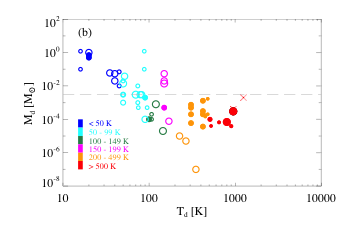 (b)
10²
10⁰
10⁻²
10⁻⁴
10⁻⁶
10⁻⁸
M_d [M_⊙]
< 50 K
50 - 99 K
100 - 149 K
150 - 199 K
200 - 499 K
> 500 K
10 100 1000 10000
T_d [K]